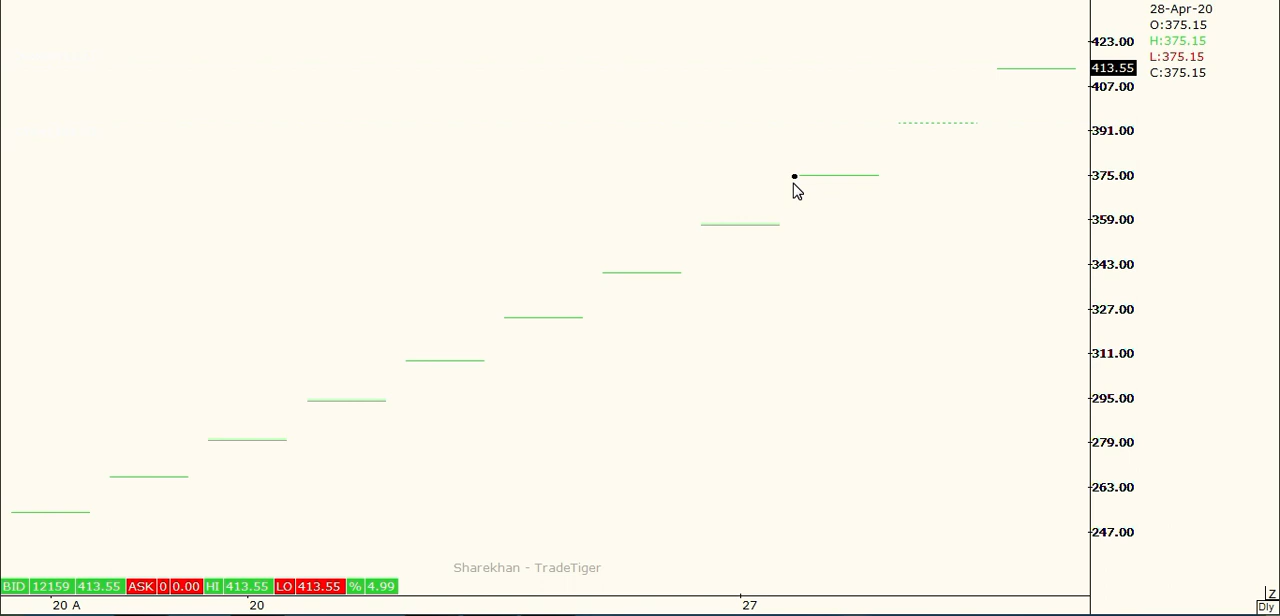 28-Apr-20
O:375.15
H:375.15
L:375.15
C:375.15
423.00
413.55
407.00
391.00
375.00
359.00
343.00
327.00
311.00
295.00
279.00
263.00
247.00
Sharekhan - TradeTiger
BID 12159 413.55 ASK 0 0.00 HI 413.55 LO 413.55 % 4.99
20 A 20 27
Z
Dly